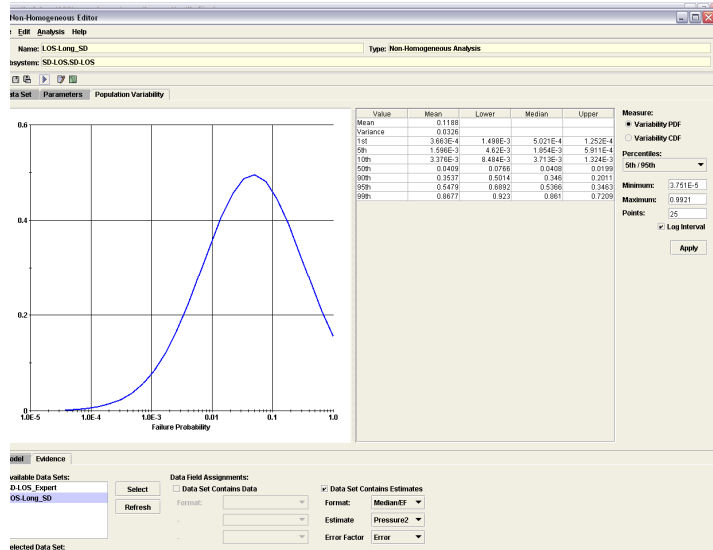 Non-Homogeneous Editor
Edit Analysis Help
Name: LOS-Long_SD Type: Non-Homogeneous Analysis
SD-LOS.SD-LOS
Parameters Population Variability
Value Mean Lower Median Upper
Mean 0.1188
Variance 0.0326
1st 3.663E-4 1.498E-3 5.021E-4 1.252E-4
5th 1.596E-3 4.62E-3 1.854E-3 5.911E-4
10th 3.376E-3 8.484E-3 3.713E-3 1.324E-3
50th 0.0409 0.0766 0.0408 0.0199
90th 0.3537 0.5014 0.346 0.2011
95th 0.5479 0.6892 0.5366 0.3463
99th 0.8677 0.923 0.861 0.7209
Measure:
Variability PDF
Variability CDF
Percentiles:
5th / 95th
Minimum: 3.751E-5
Maximum: 0.9921
Points: 25
Log Interval
Apply
0.6
0.4
0.2
0
1.0E-5 1.0E-4 1.0E-3 0.01 0.1 1.0
Failure Probability
Evidence
Available Data Sets:
SD-LOS_Expert
LOS-Long_SD
Select
Refresh
Data Field Assignments:
Data Set Contains Data
Format:
Data Set Contains Estimates
Format: Median/EF
Estimate Pressure2
Error Factor Error
Selected Data Set: